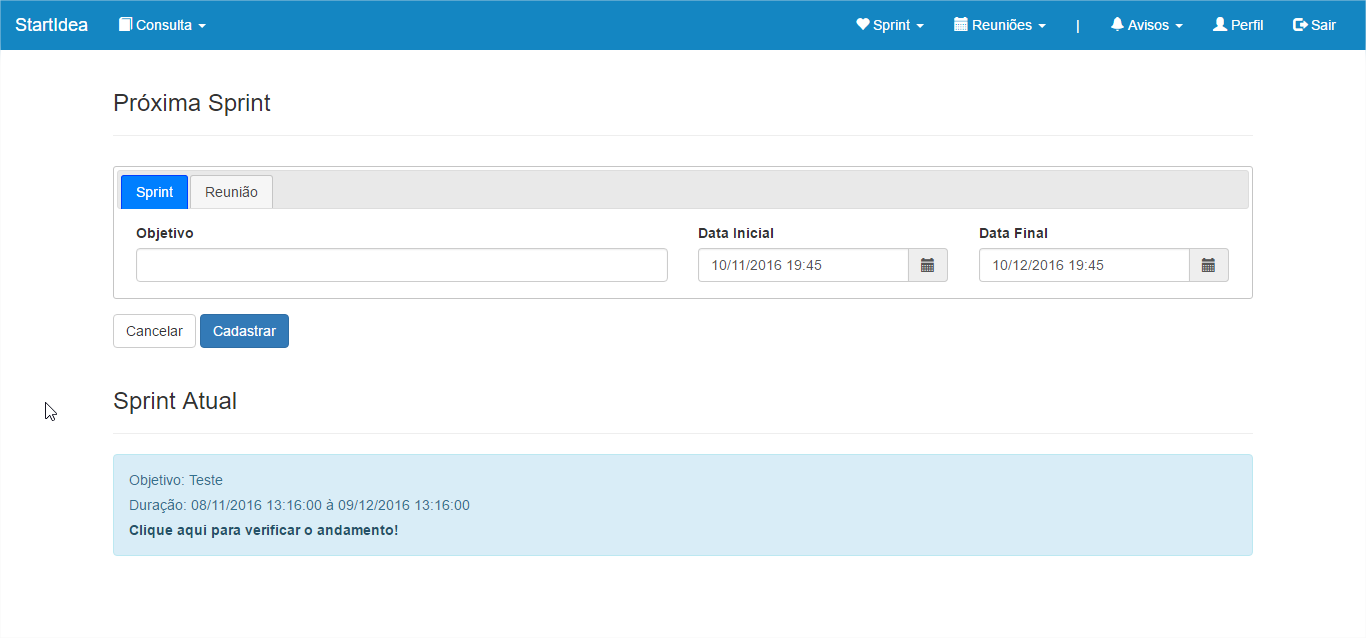 StartIdea Consulta Sprint Reuniões | Avisos Perfil Sair
Próxima Sprint
Sprint Reunião
Objetivo Data Inicial Data Final
10/11/2016 19:45 10/12/2016 19:45
Cancelar Cadastrar
Sprint Atual
Objetivo: Teste
Duração: 08/11/2016 13:16:00 à 09/12/2016 13:16:00
Clique aqui para verificar o andamento!